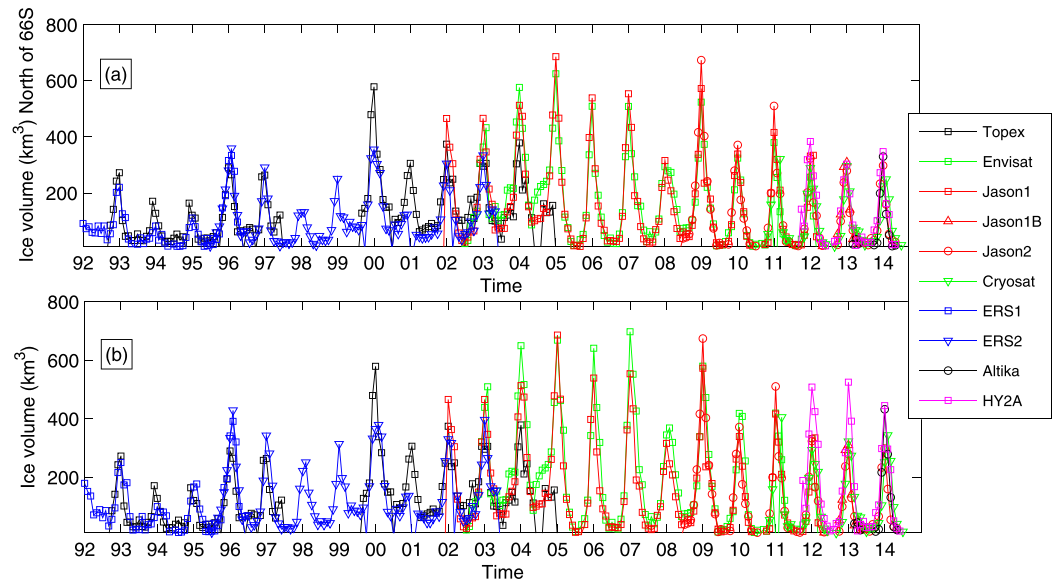 800
600
400
200
Ice volume (km3) North of 66S
(a)
92 93 94 95 96 97 98 99 00 01 02 03 04 05 06 07 08 09 10 11 12 13 14
Time
800
600
400
200
Ice volume (km3)
(b)
92 93 94 95 96 97 98 99 00 01 02 03 04 05 06 07 08 09 10 11 12 13 14
Time
Topex
Envisat
Jason1
Jason1B
Jason2
Cryosat
ERS1
ERS2
Altika
HY2A